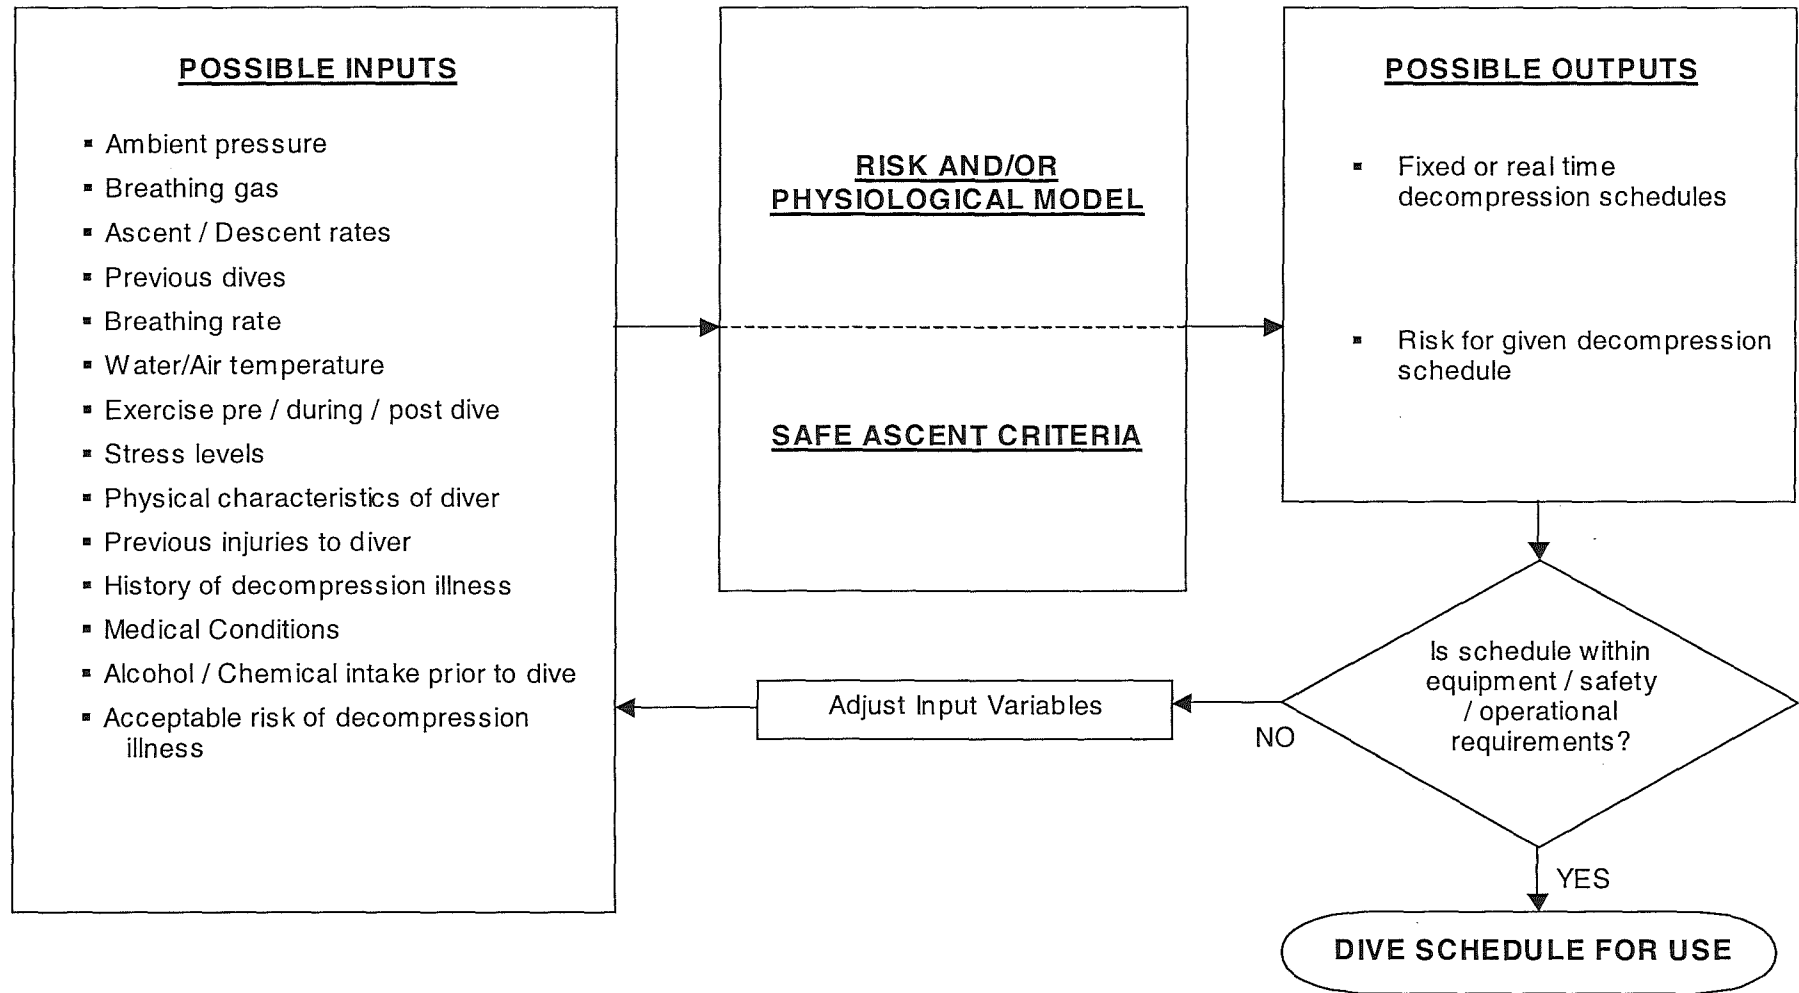 POSSIBLE INPUTS
▪ Ambient pressure
▪ Breathing gas
▪ Ascent / Descent rates
▪ Previous dives
▪ Breathing rate
▪ Water/Air temperature
▪ Exercise pre / during / post dive
▪ Stress levels
▪ Physical characteristics of diver
▪ Previous injuries to diver
▪ History of decompression illness
▪ Medical Conditions
▪ Alcohol / Chemical intake prior to dive
▪ Acceptable risk of decompression
illness
RISK AND/OR
PHYSIOLOGICAL MODEL
SAFE ASCENT CRITERIA
POSSIBLE OUTPUTS
▪ Fixed or real time
decompression schedules
▪ Risk for given decompression
schedule
Is schedule within
equipment / safety
/ operational
requirements?
NO
Adjust Input Variables
YES
DIVE SCHEDULE FOR USE